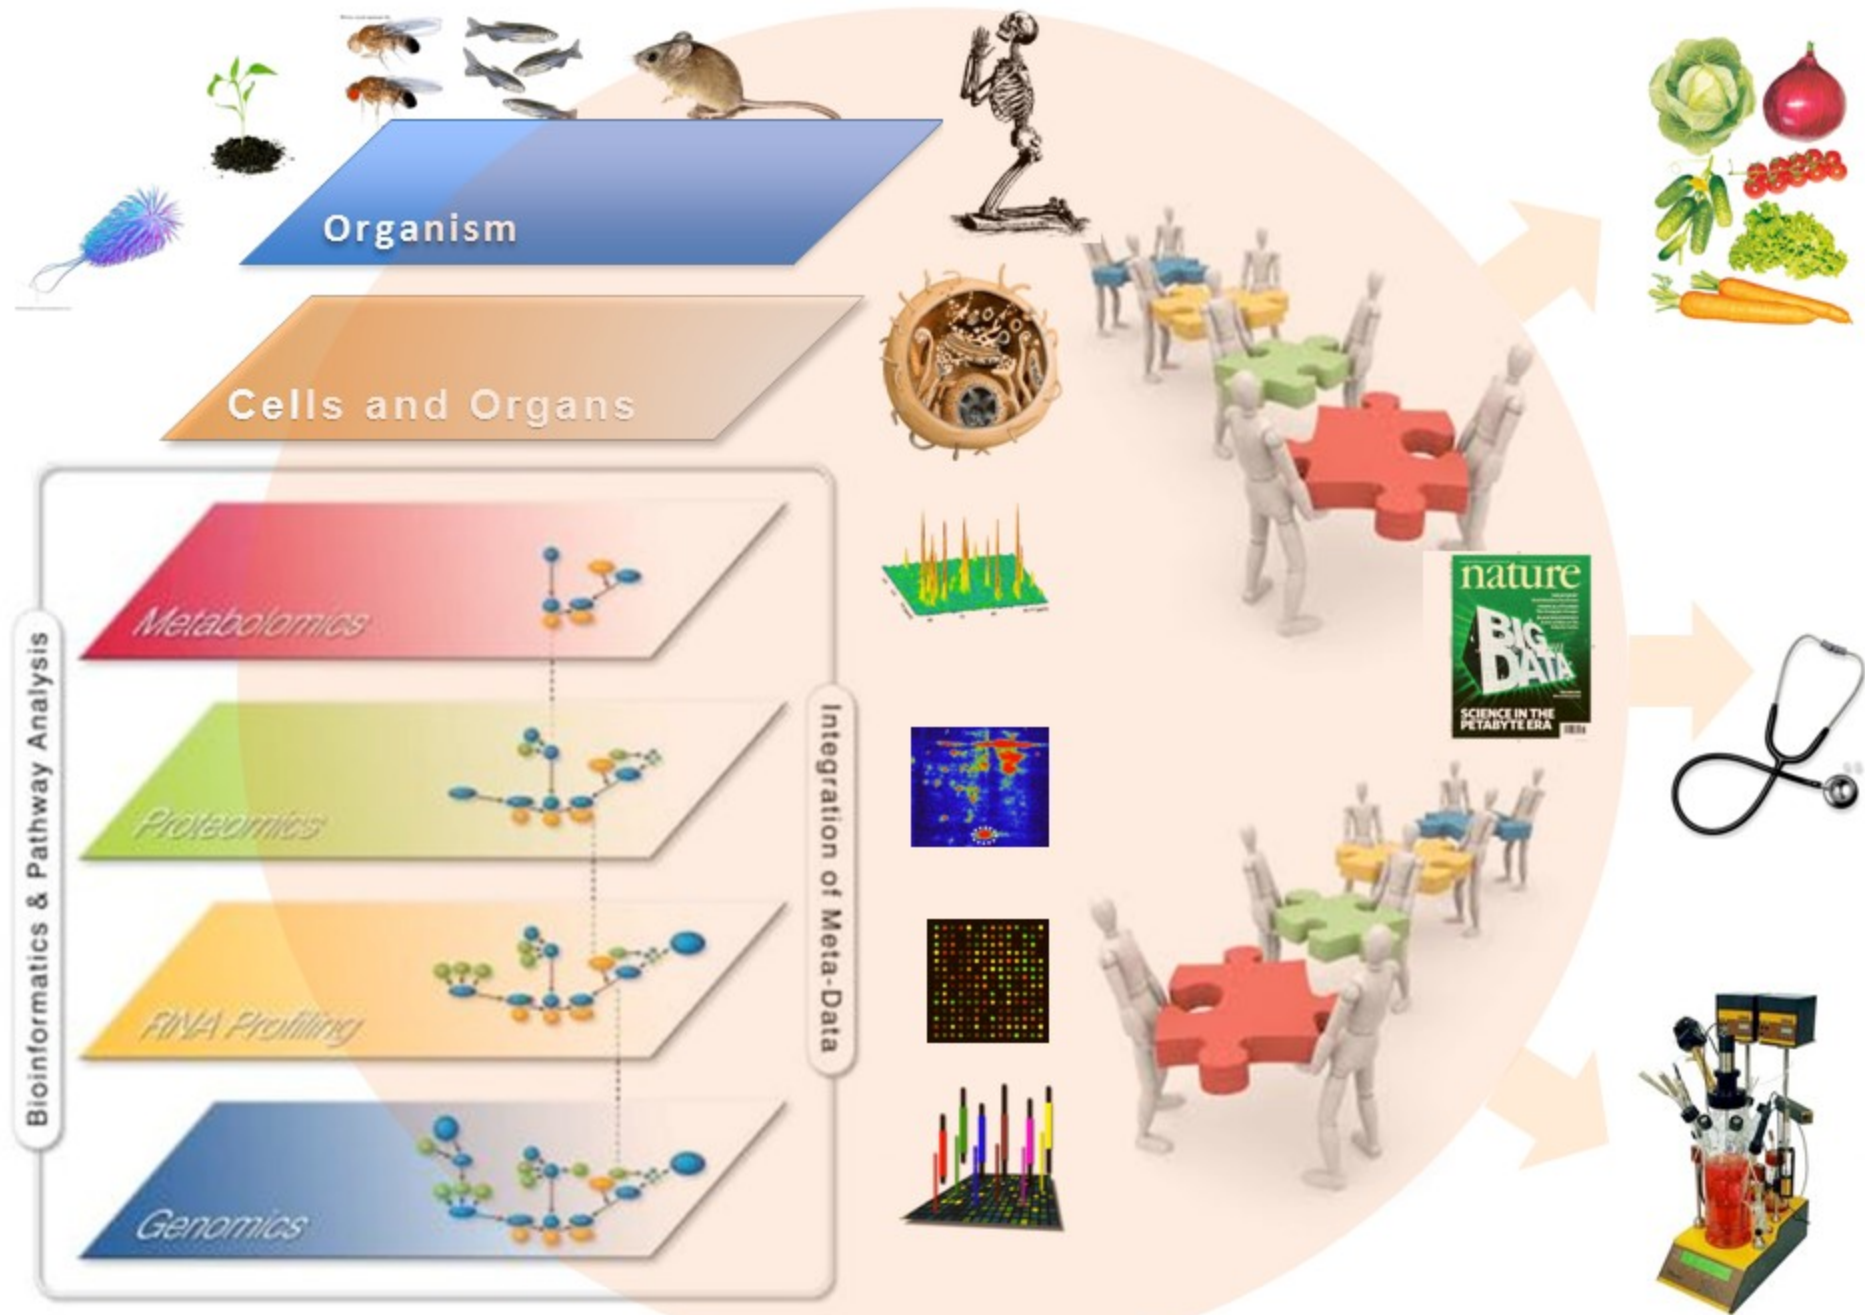 Organism
Cells and Organs
Metabolomics
Proteomics
RNA Profiling
Genomics
Bioinformatics & Pathway Analysis
Integration of Meta-Data
nature
BIG
DATA
SCIENCE IN THE
PETABYTE ERA